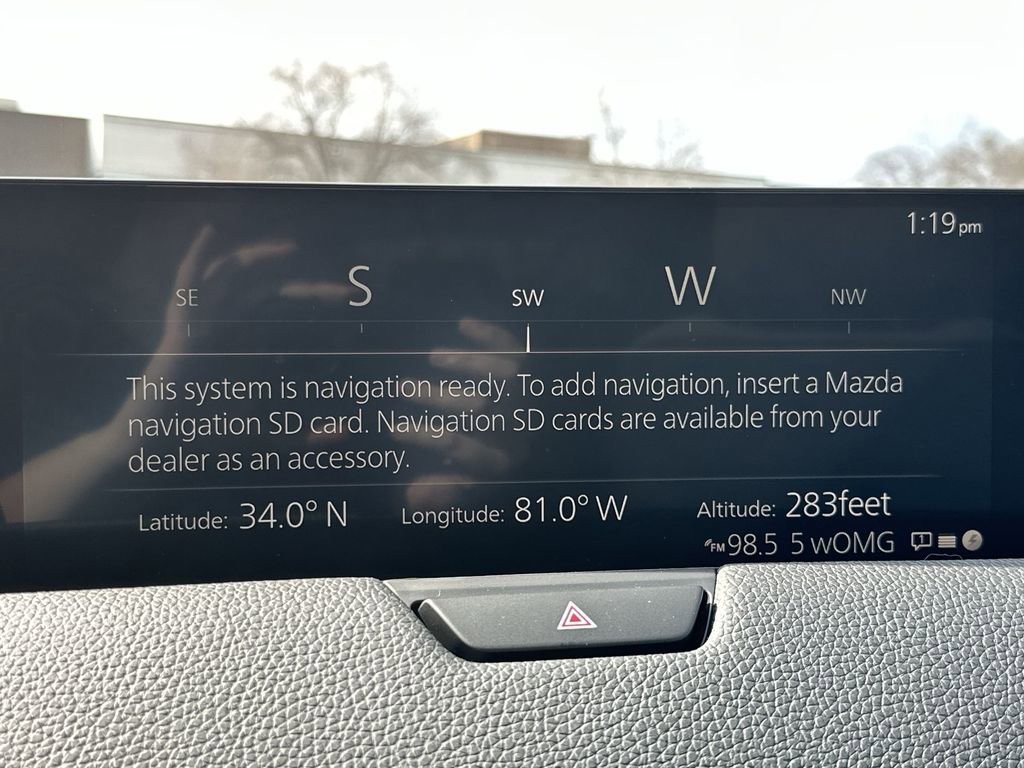 1:19pm
SE S SW W NW
This system is navigation ready. To add navigation, insert a Mazda
navigation SD card. Navigation SD cards are available from your
dealer as an accessory.
Latitude: 34.0° N Longitude: 81.0° W Altitude: 283feet
FM 98.5 5 wOMG